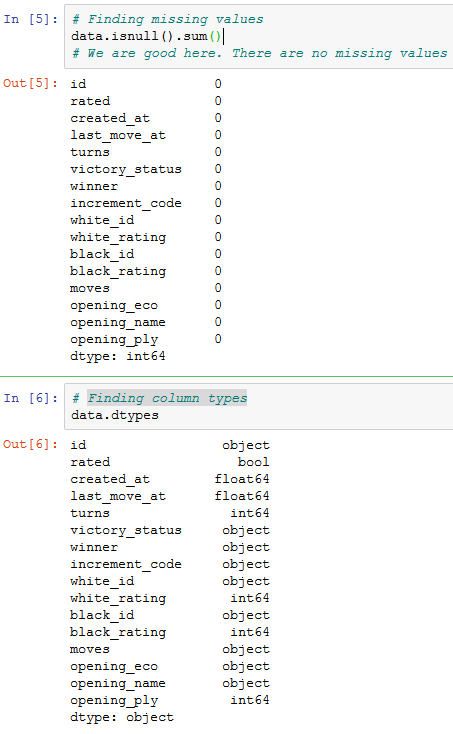 In [5]: # Finding missing values
data.isnull().sum()
# We are good here. There are no missing values
Out[5]: id 0
rated 0
created_at 0
last_move_at 0
turns 0
victory_status 0
winner 0
increment_code 0
white_id 0
white_rating 0
black_id 0
black_rating 0
moves 0
opening_eco 0
opening_name 0
opening_ply 0
dtype: int64
In [6]: # Finding column types
data.dtypes
Out[6]: id object
rated bool
created_at float64
last_move_at float64
turns int64
victory_status object
winner object
increment_code object
white_id object
white_rating int64
black_id object
black_rating int64
moves object
opening_eco object
opening_name object
opening_ply int64
dtype: object